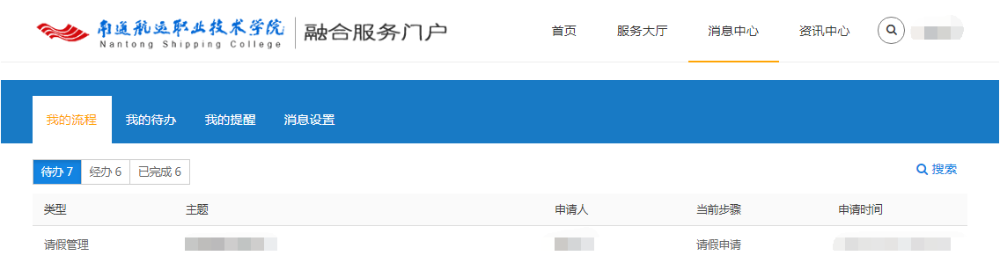 南通航运职业技术学院
Nantong Shipping College
融合服务门户
首页 服务大厅 消息中心 资讯中心
我的流程 我的待办 我的提醒 消息设置
待办 7 经办 6 已完成 6 搜索
类型 主题 申请人 当前步骤 申请时间
请假管理 请假申请